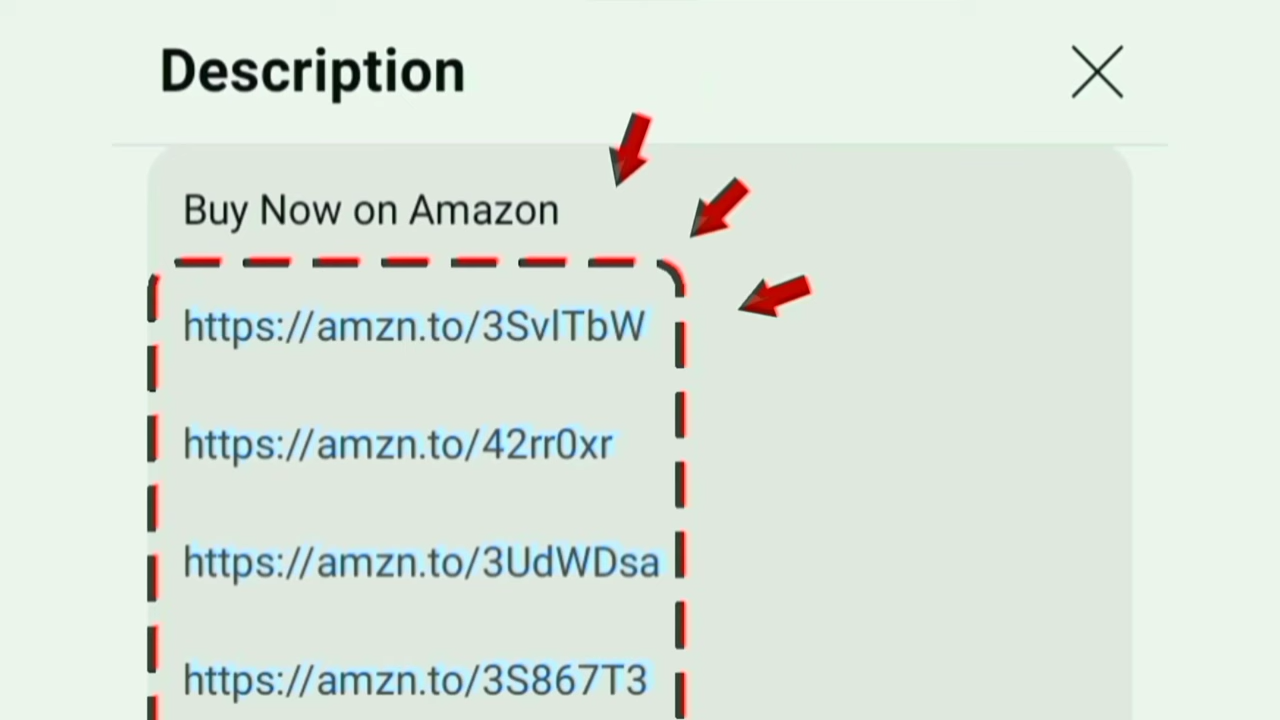 Description
Buy Now on Amazon
https://amzn.to/3SvlTbW
https://amzn.to/42rr0xr
https://amzn.to/3UdWDsa
https://amzn.to/3S867T3